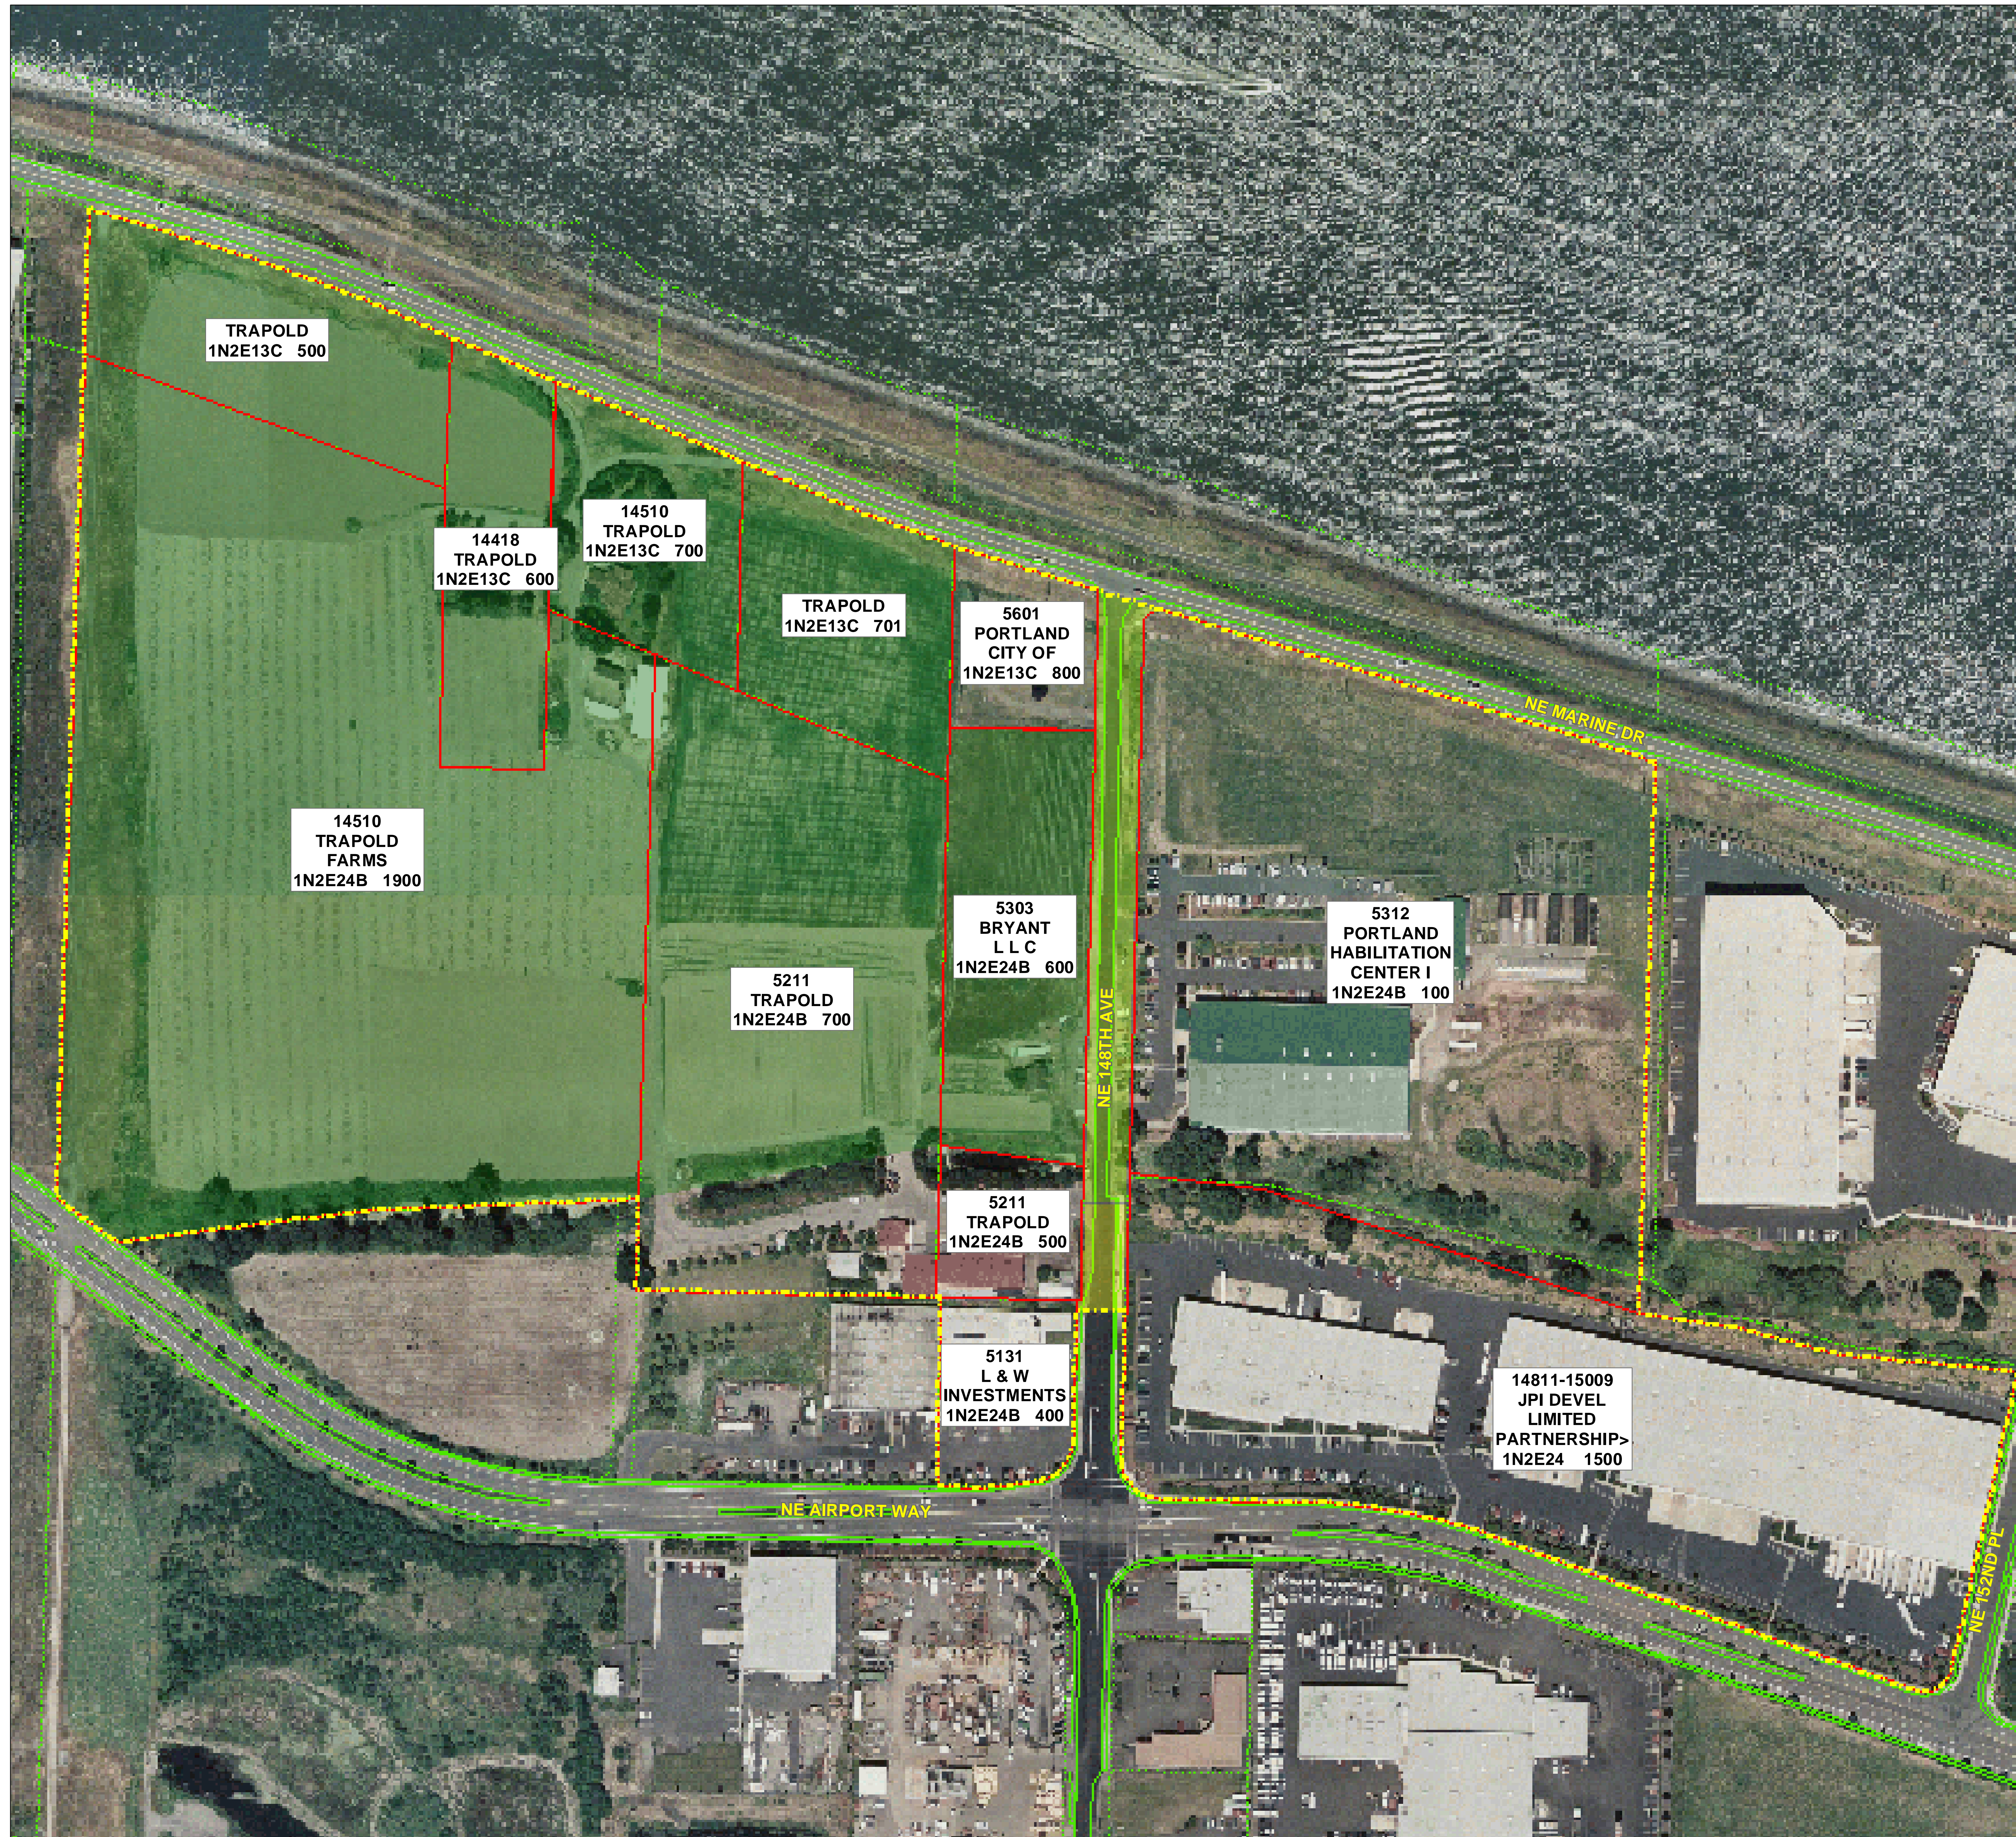 TRAPOLD
1N2E13C 500
14418
TRAPOLD
1N2E13C 600
14510
TRAPOLD
1N2E13C 700
TRAPOLD
1N2E13C 701
5601
PORTLAND
CITY OF
1N2E13C 800
NE MARINE DR
14510
TRAPOLD
FARMS
1N2E24B 1900
5211
TRAPOLD
1N2E24B 700
5303
BRYANT
L L C
1N2E24B 600
NE 148TH AVE
5312
PORTLAND
HABILITATION
CENTER I
1N2E24B 100
5211
TRAPOLD
1N2E24B 500
5131
L & W
INVESTMENTS
1N2E24B 400
14811-15009
JPI DEVEL
LIMITED
PARTNERSHIP>
1N2E24 1500
NE AIRPORT WAY
NE 152ND PL